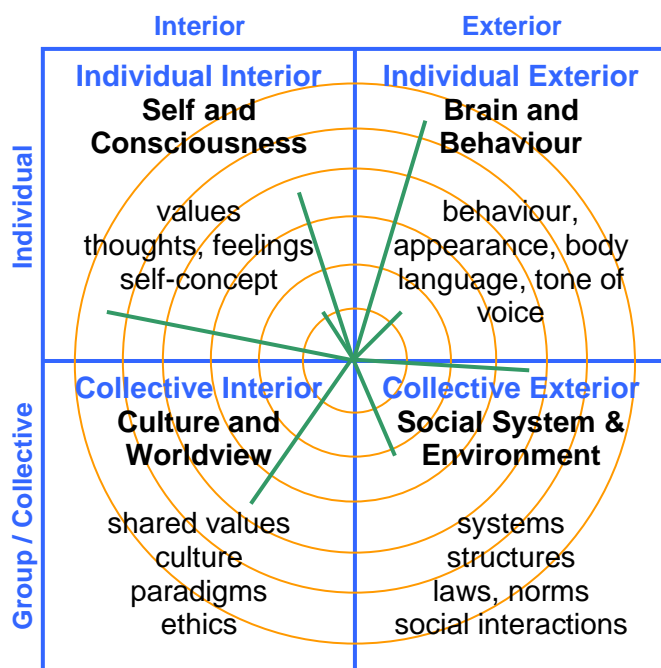 Interior
Exterior
Individual
Individual Interior
Self and
Consciousness
values
thoughts, feelings
self-concept
Individual Exterior
Brain and
Behaviour
behaviour,
appearance, body
language, tone of
voice
Group / Collective
Collective Interior
Culture and
Worldview
shared values
culture
paradigms
ethics
Collective Exterior
Social System &
Environment
systems
structures
laws, norms
social interactions